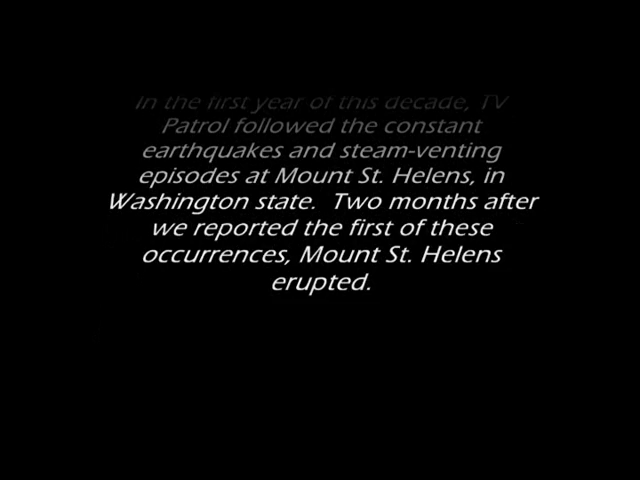 In the first year of this decade, TV
Patrol followed the constant
earthquakes and steam-venting
episodes at Mount St. Helens, in
Washington state.  Two months after
we reported the first of these
occurrences, Mount St. Helens
erupted.